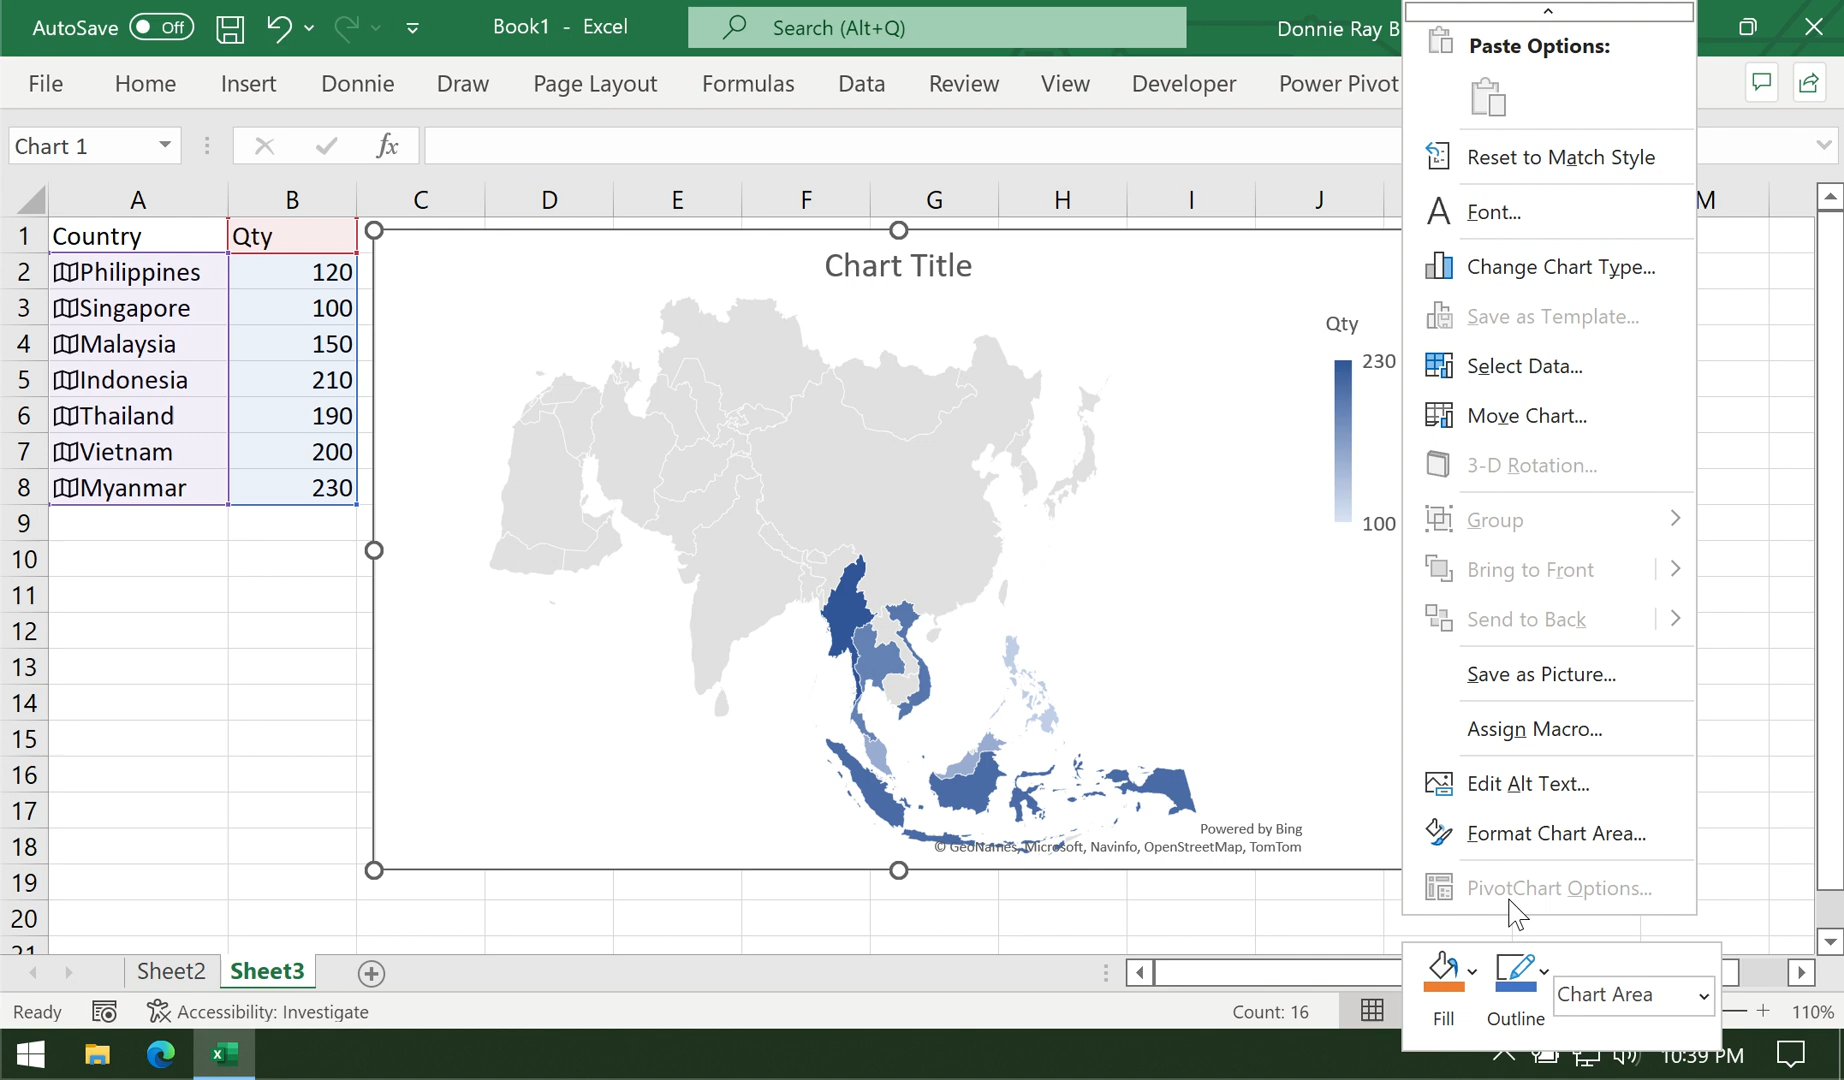 AutoSave Off Book1 - Excel Search (Alt+Q) Donnie Ray B
File Home Insert Donnie Draw Page Layout Formulas Data Review View Developer Power Pivot
Chart 1 fx
A B C D E F G H I J M
1 Country Qty
2 Philippines 120
3 Singapore 100
4 Malaysia 150
5 Indonesia 210
6 Thailand 190
7 Vietnam 200
8 Myanmar 230
9
10
11
12
13
14
15
16
17
18
19
20
21
Chart Title
Qty
230
100
Powered by Bing
© GeoNames, Microsoft, Navinfo, OpenStreetMap, TomTom
Paste Options:
Reset to Match Style
A Font...
Change Chart Type...
Save as Template...
Select Data...
Move Chart...
3-D Rotation...
Group
Bring to Front
Send to Back
Save as Picture...
Assign Macro...
Edit Alt Text...
Format Chart Area...
PivotChart Options...
Fill Outline Chart Area
Sheet2 Sheet3
Ready Accessibility: Investigate Count: 16 110%
10:39 PM